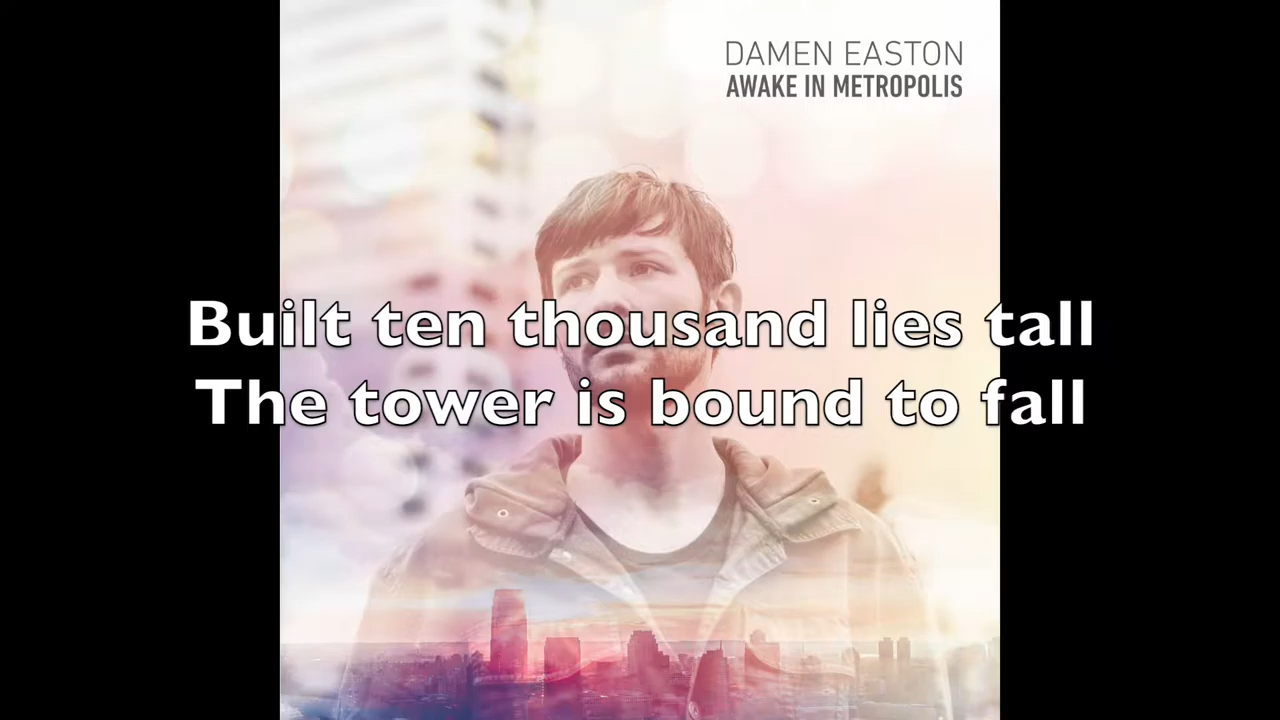 DAMEN EASTON
AWAKE IN METROPOLIS
Built ten thousand lies tall
The tower is bound to fall